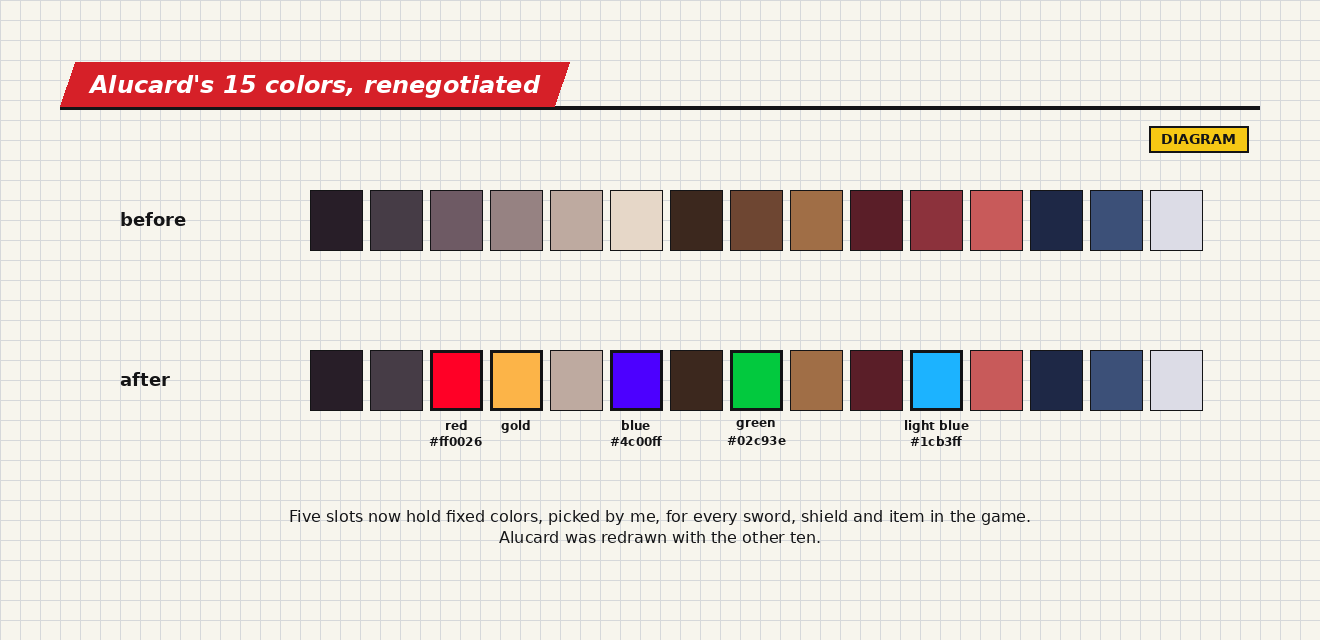 Alucard's 15 colors, renegotiated
DIAGRAM
before
after
red
#ff0026
gold
blue
#4c00ff
green
#02c93e
light blue
#1cb3ff
Five slots now hold fixed colors, picked by me, for every sword, shield and item in the game.
Alucard was redrawn with the other ten.